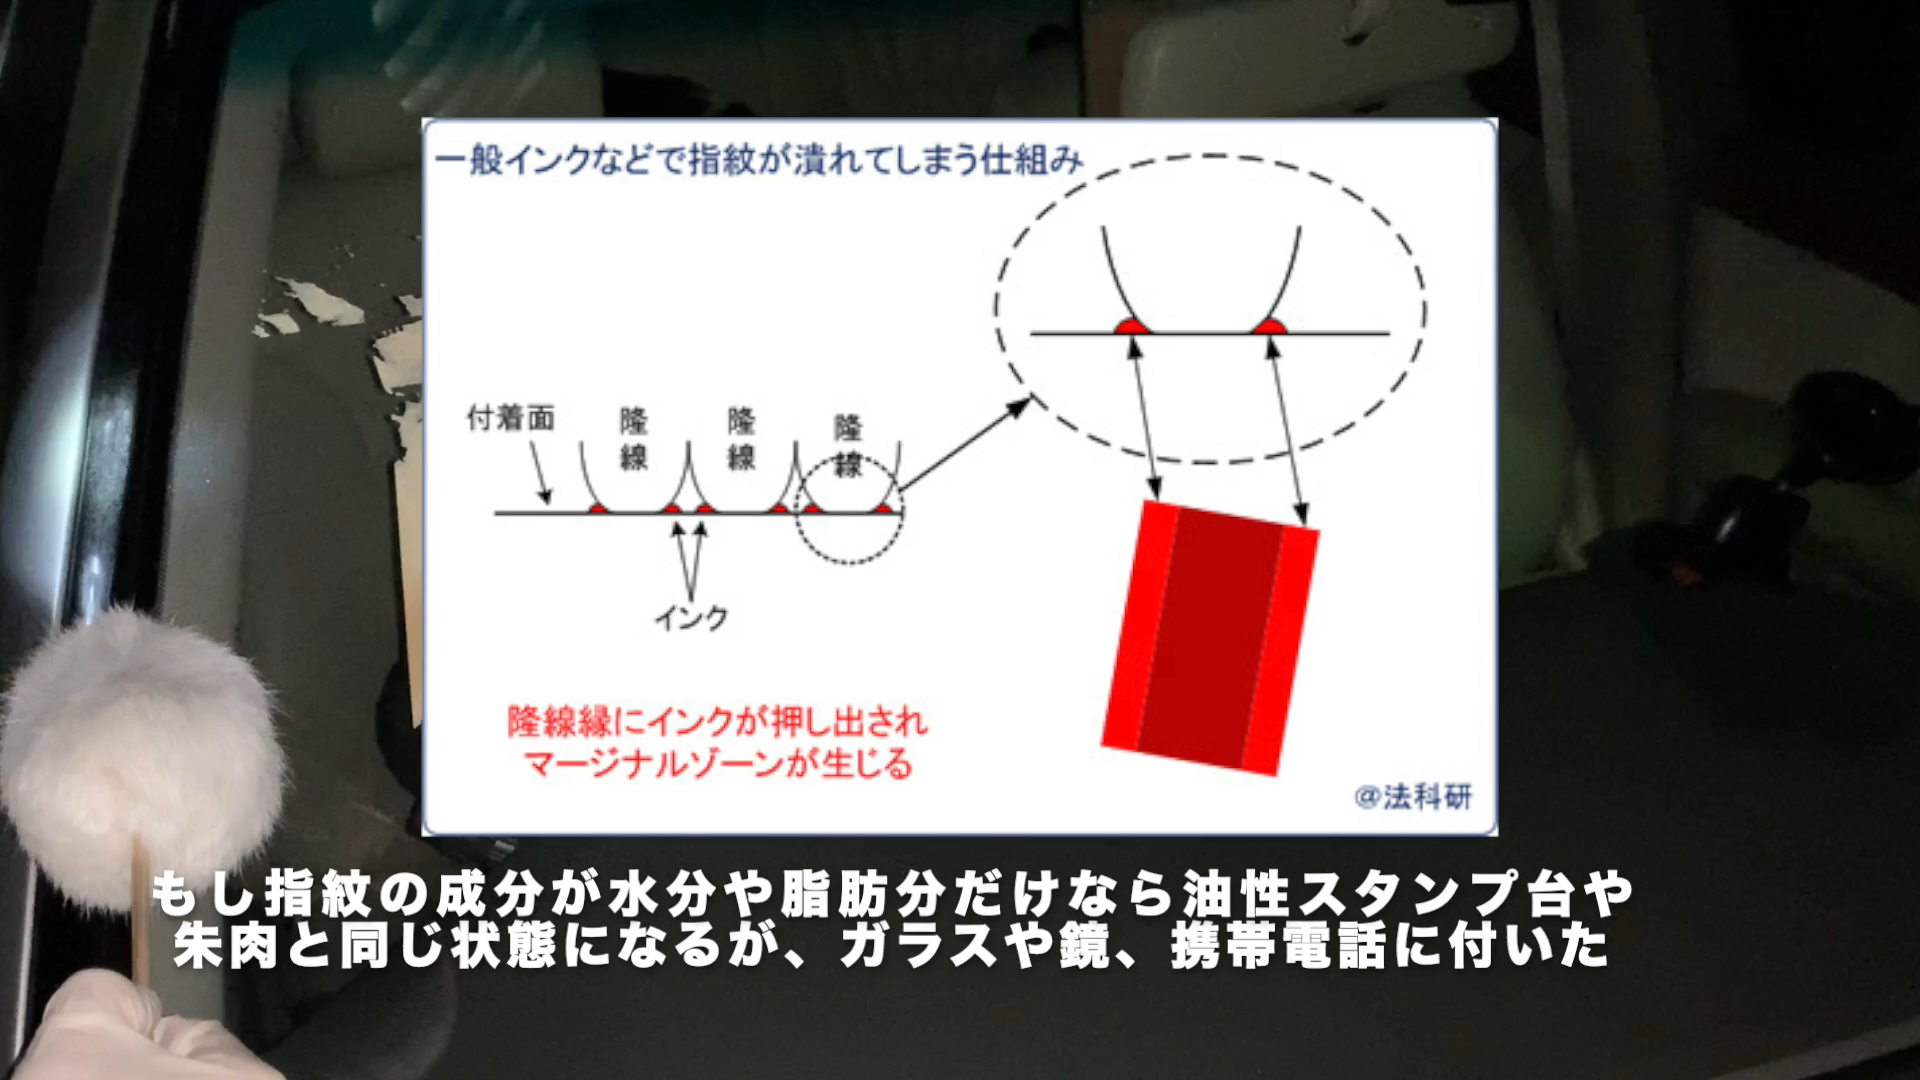 一般インクなどで指紋が潰れてしまう仕組み
付着面
隆線
隆線
隆線
インク
隆線縁にインクが押し出され
マージナルゾーンが生じる
@法科研
もし指紋の成分が水分や脂肪分だけなら油性スタンプ台や
朱肉と同じ状態になるが、ガラスや鏡、携帯電話に付いた